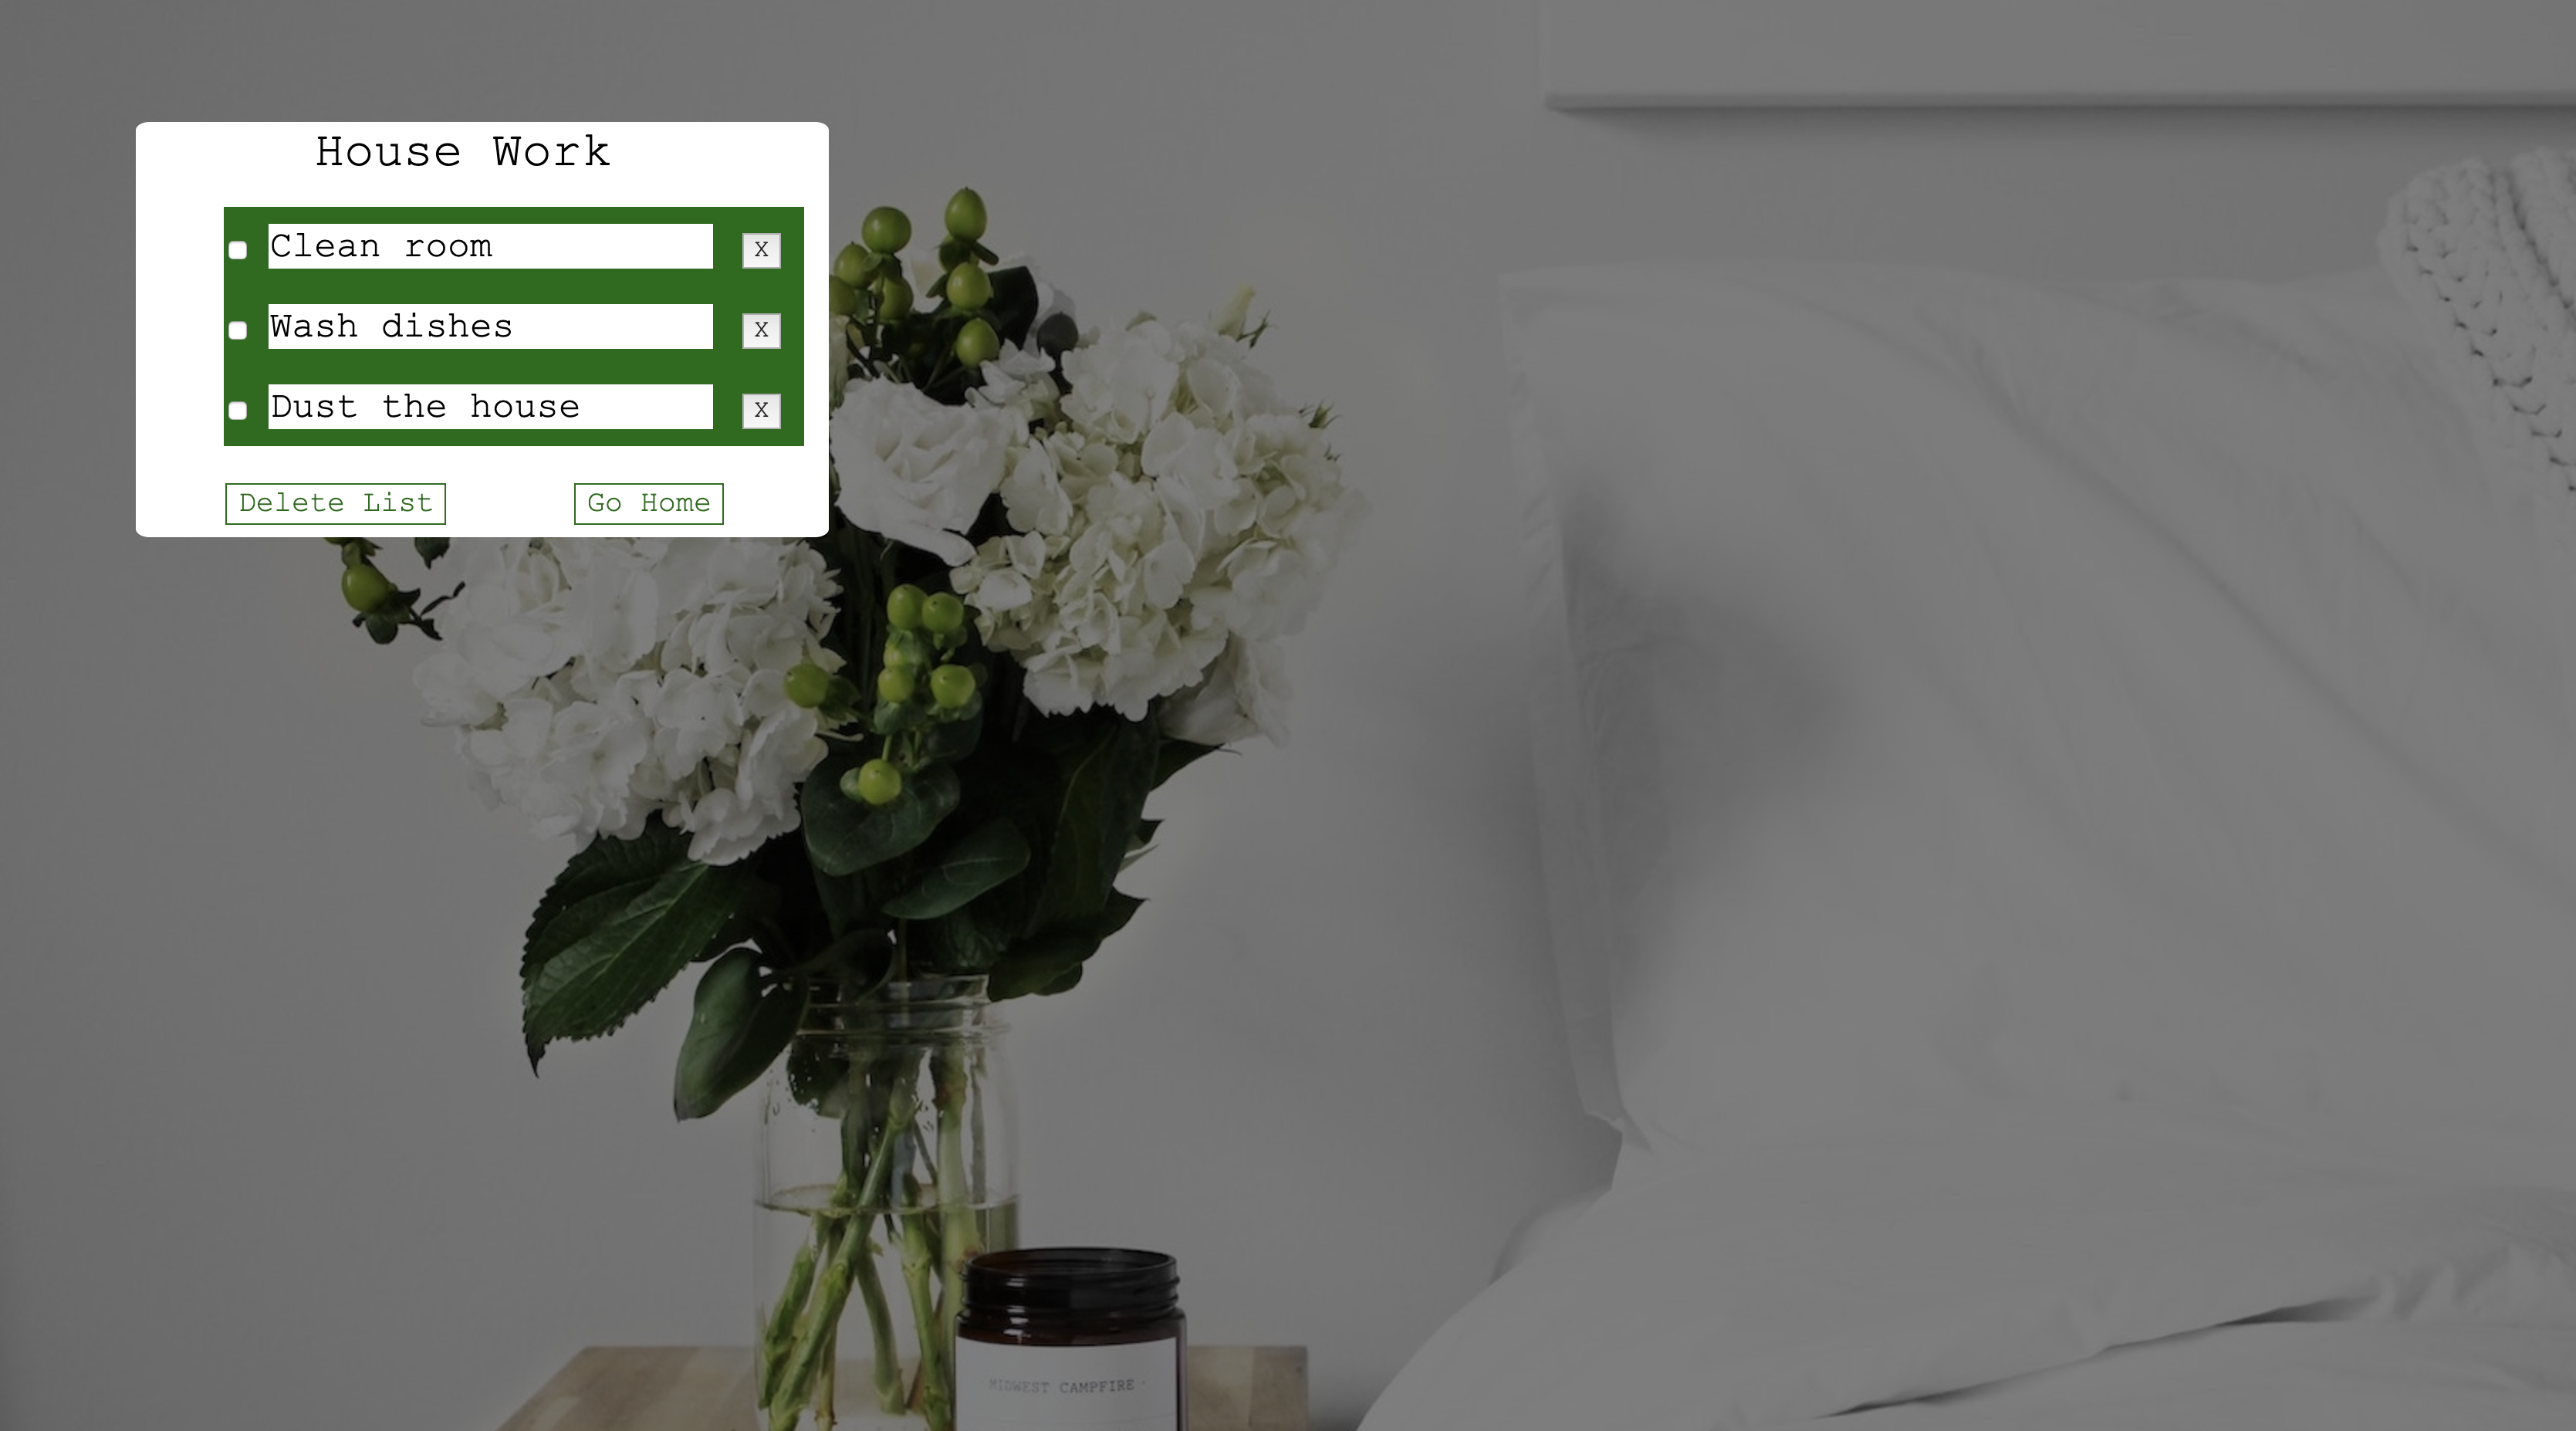 House Work
Clean room
X
Wash dishes
X
Dust the house
X
Delete List
Go Home
MIDWEST CAMPFIRE